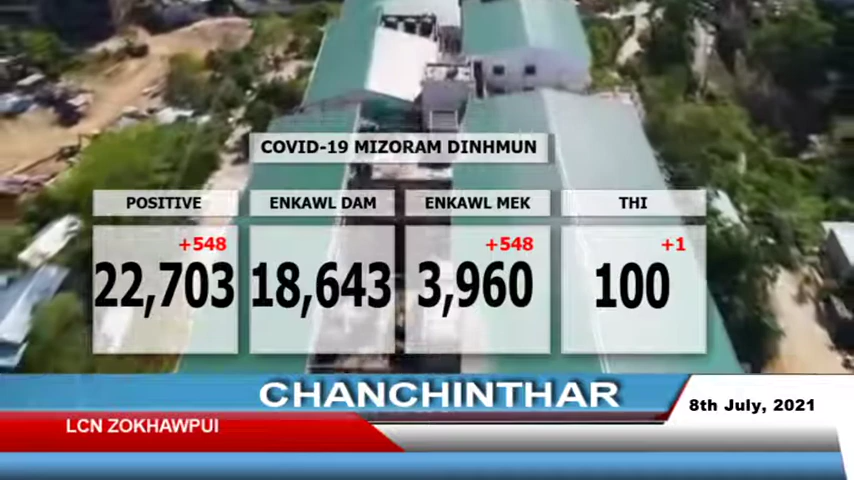 COVID-19 MIZORAM DINHMUN
POSITIVE ENKAWL DAM ENKAWL MEK THI
+548 +548 +1
22,703 18,643 3,960 100
CHANCHINTHAR
8th July, 2021
LCN ZOKHAWPUI